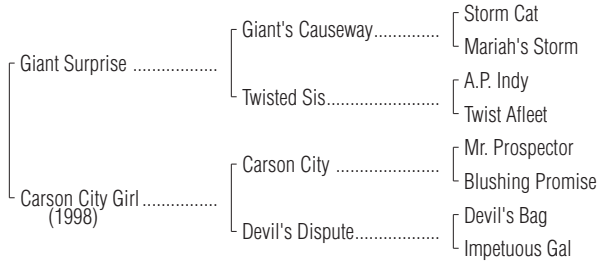 Storm Cat
Giant's Causeway..............
Mariah's Storm
Giant Surprise ..................
A.P. Indy
Twisted Sis........................
Twist Afleet
Mr. Prospector
Carson City ......................
Blushing Promise
Carson City Girl ................
(1998)
Devil's Bag
Devil's Dispute..................
Impetuous Gal